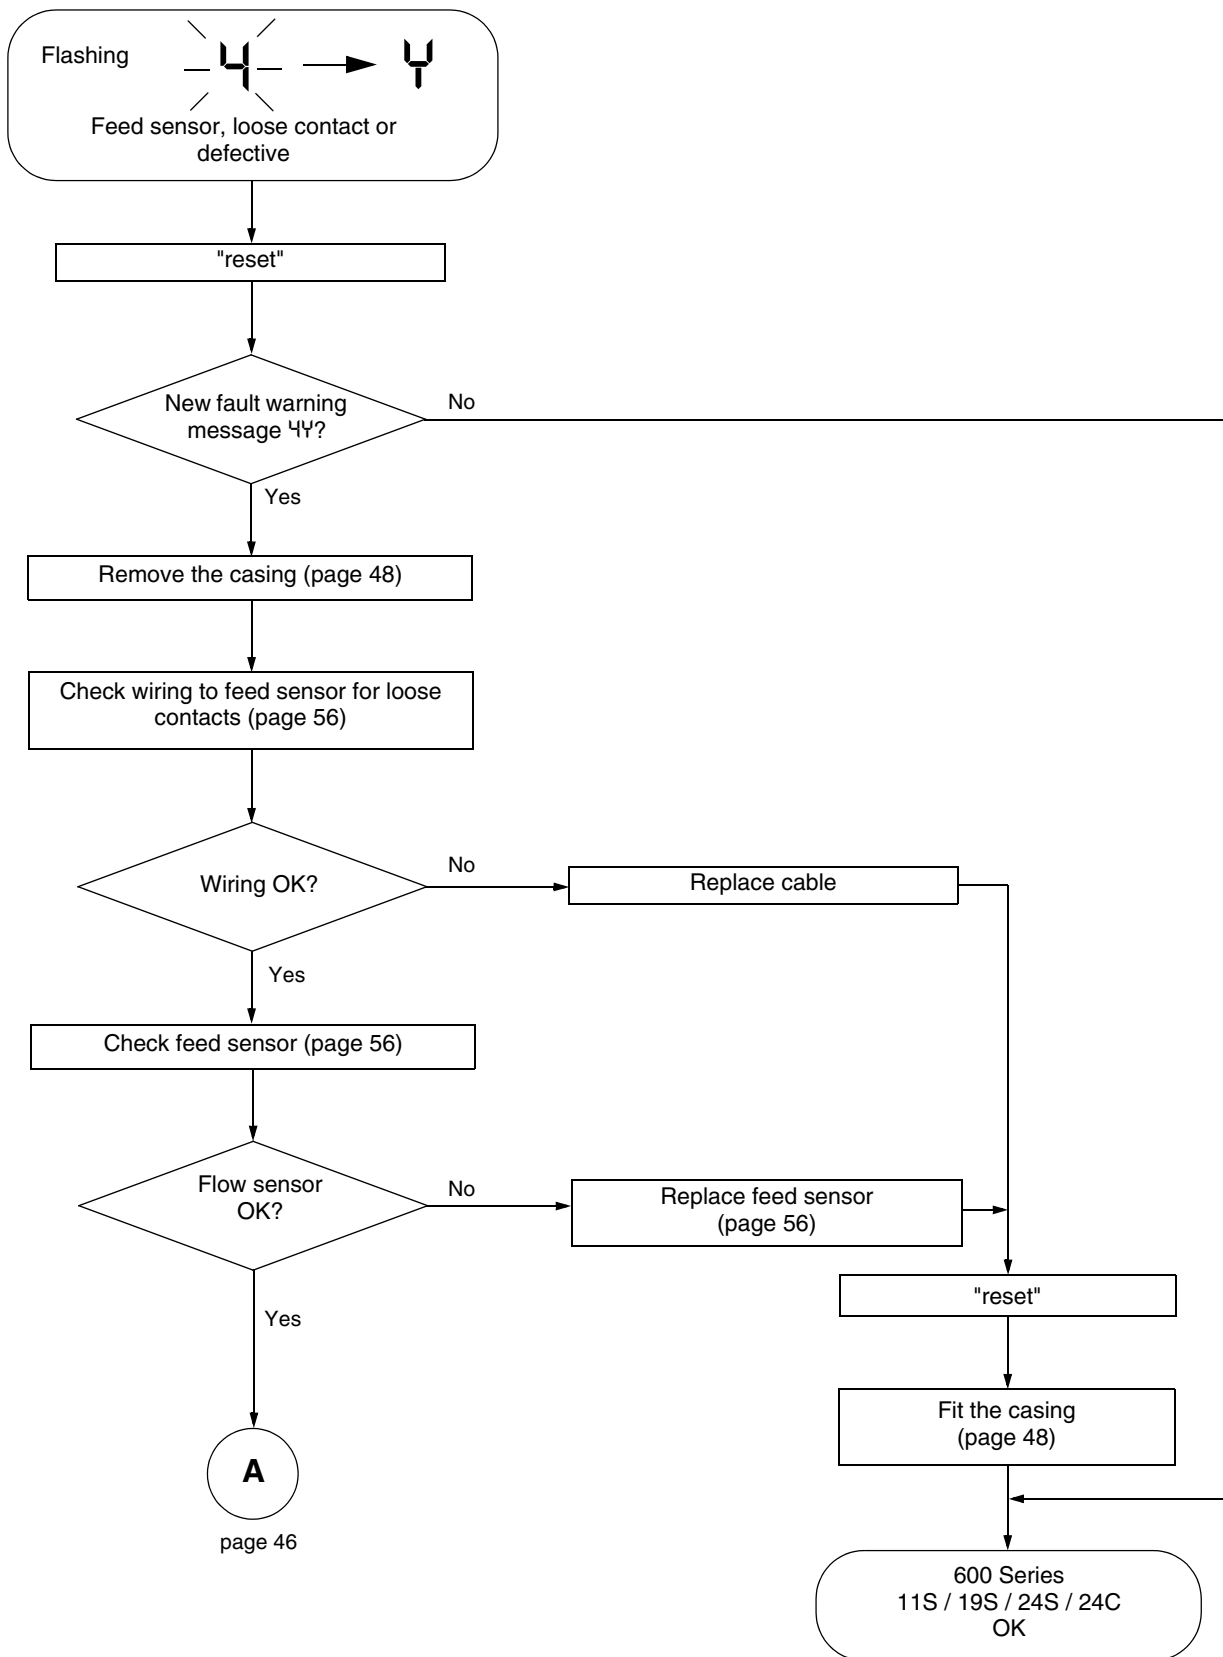 Flashing
4
Y
Feed sensor, loose contact or
defective
"reset"
New fault warning
message 4Y?
No
Yes
Remove the casing (page 48)
Check wiring to feed sensor for loose
contacts (page 56)
Wiring OK?
No
Replace cable
Yes
Check feed sensor (page 56)
Flow sensor
OK?
No
Replace feed sensor
(page 56)
Yes
"reset"
Fit the casing
(page 48)
A
page 46
600 Series
11S / 19S / 24S / 24C
OK